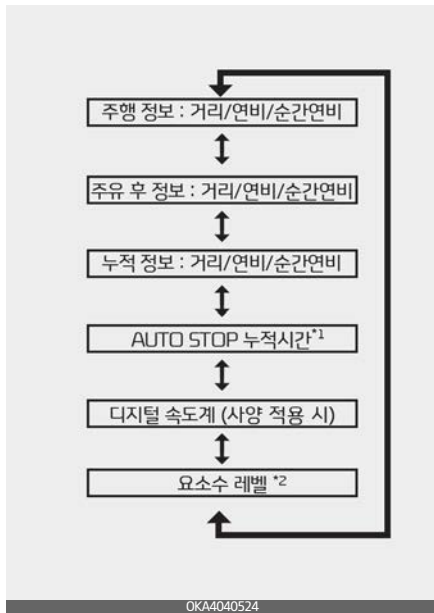 주행 정보 : 거리/연비/순간연비
주유 후 정보 : 거리/연비/순간연비
누적 정보 : 거리/연비/순간연비
AUTO STOP 누적시간*1
디지털 속도계 (사양 적용 시)
요소수 레벨 *2
OKA4040524